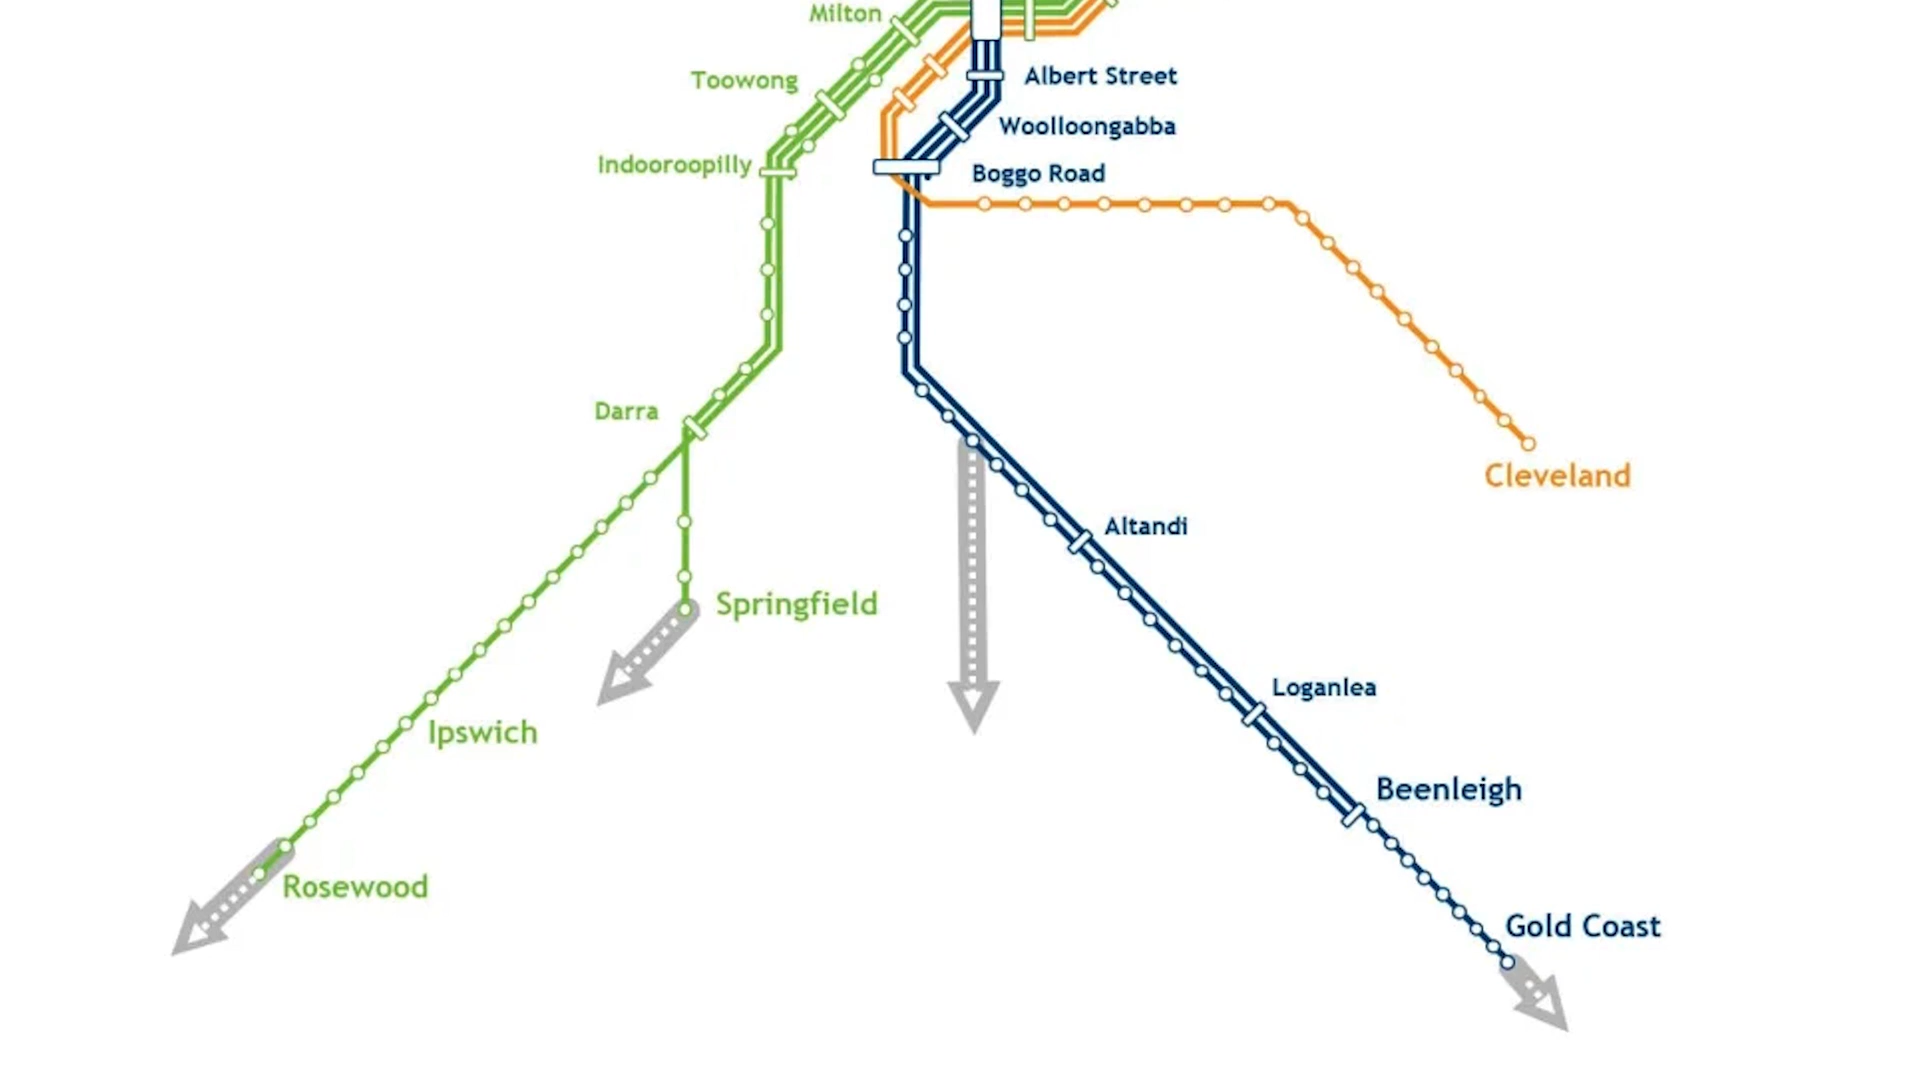 Milton
Toowong
Albert Street
Woolloongabba
Indooroopilly
Boggo Road
Darra
Cleveland
Altandi
Springfield
Loganlea
Ipswich
Beenleigh
Rosewood
Gold Coast